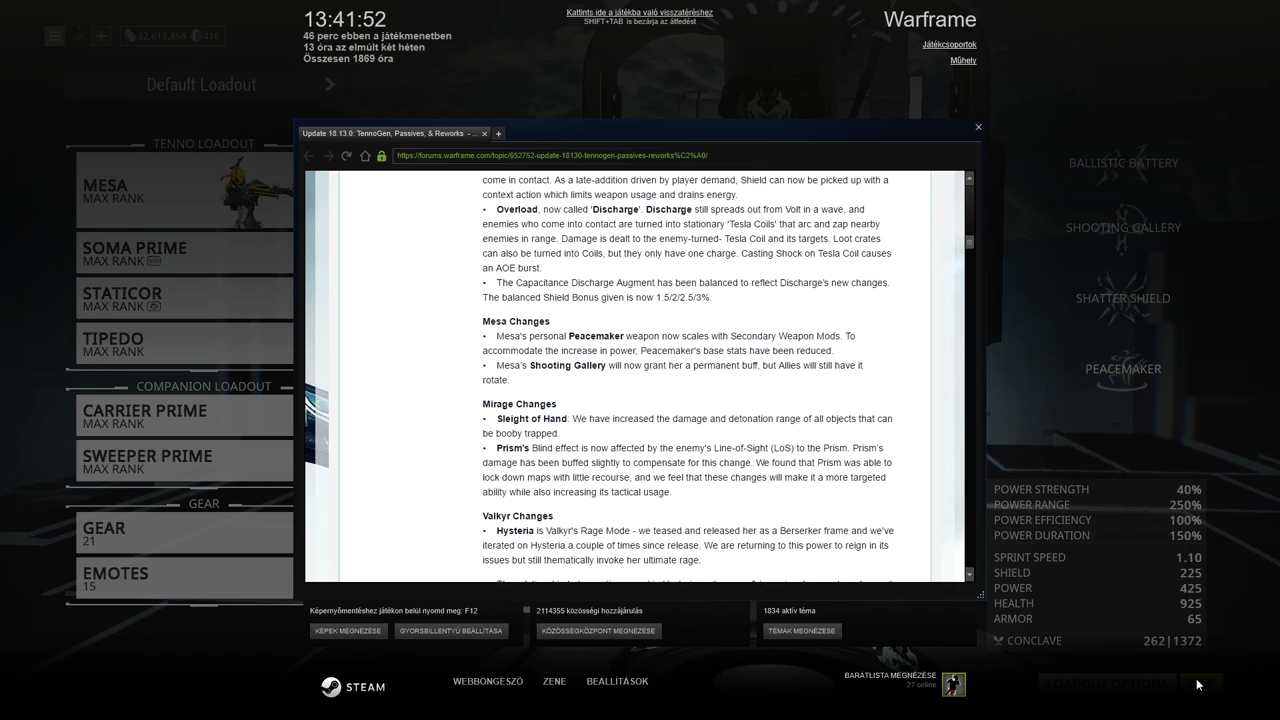 13:41:52
46 perc ebben a játékmenetben
13 óra az elmúlt két héten
Összesen 1869 óra
Kattints ide a játékba való visszatéréshez
SHIFT+TAB is bezárja az átfedést
Warframe
Játékcsoportok
Műhely
22,615,858 416
Default Loadout
TENNO LOADOUT
MESA
MAX RANK
SOMA PRIME
MAX RANK
STATICOR
MAX RANK
TIPEDO
MAX RANK
COMPANION LOADOUT
CARRIER PRIME
MAX RANK
SWEEPER PRIME
MAX RANK
GEAR
GEAR
21
EMOTES
15
Update 18.13.0: TennoGen, Passives, & Reworks - ...
https://forums.warframe.com/topic/652752-update-18130-tennogen-passives-reworks%C2%A0/
come in contact. As a late-addition driven by player demand, Shield can now be picked up with a
context action which limits weapon usage and drains energy.
• Overload, now called 'Discharge'. Discharge still spreads out from Volt in a wave, and
enemies who come into contact are turned into stationary 'Tesla Coils' that arc and zap nearby
enemies in range. Damage is dealt to the enemy-turned- Tesla Coil and its targets. Loot crates
can also be turned into Coils, but they only have one charge. Casting Shock on Tesla Coil causes
an AOE burst.
• The Capacitance Discharge Augment has been balanced to reflect Discharge's new changes.
The balanced Shield Bonus given is now 1.5/2/2.5/3%.
Mesa Changes
• Mesa's personal Peacemaker weapon now scales with Secondary Weapon Mods. To
accommodate the increase in power, Peacemaker's base stats have been reduced.
• Mesa's Shooting Gallery will now grant her a permanent buff, but Allies will still have it
rotate.
Mirage Changes
• Sleight of Hand: We have increased the damage and detonation range of all objects that can
be booby trapped.
• Prism's Blind effect is now affected by the enemy's Line-of-Sight (LoS) to the Prism. Prism's
damage has been buffed slightly to compensate for this change. We found that Prism was able to
lock down maps with little recourse, and we feel that these changes will make it a more targeted
ability while also increasing its tactical usage.
Valkyr Changes
• Hysteria is Valkyr's Rage Mode - we teased and released her as a Berserker frame and we've
iterated on Hysteria a couple of times since release. We are returning to this power to reign in its
issues but still thematically invoke her ultimate rage.
BALLISTIC BATTERY
SHOOTING GALLERY
SHATTER SHIELD
PEACEMAKER
POWER STRENGTH 40%
POWER RANGE 250%
POWER EFFICIENCY 100%
POWER DURATION 150%
SPRINT SPEED 1.10
SHIELD 225
POWER 425
HEALTH 925
ARMOR 65
CONCLAVE 262|1372
LOADOUT OPTIONS
Képernyőmentéshez játékon belül nyomd meg: F12
KÉPEK MEGNÉZÉSE
GYORSBILLENTYŰ BEÁLLÍTÁSA
2114355 közösségi hozzájárulás
KÖZÖSSÉGKÖZPONT MEGNÉZÉSE
1834 aktív téma
TÉMÁK MEGNÉZÉSE
STEAM
WEBBÖNGÉSZŐ
ZENE
BEÁLLÍTÁSOK
BARÁTLISTA MEGNÉZÉSE
27 online